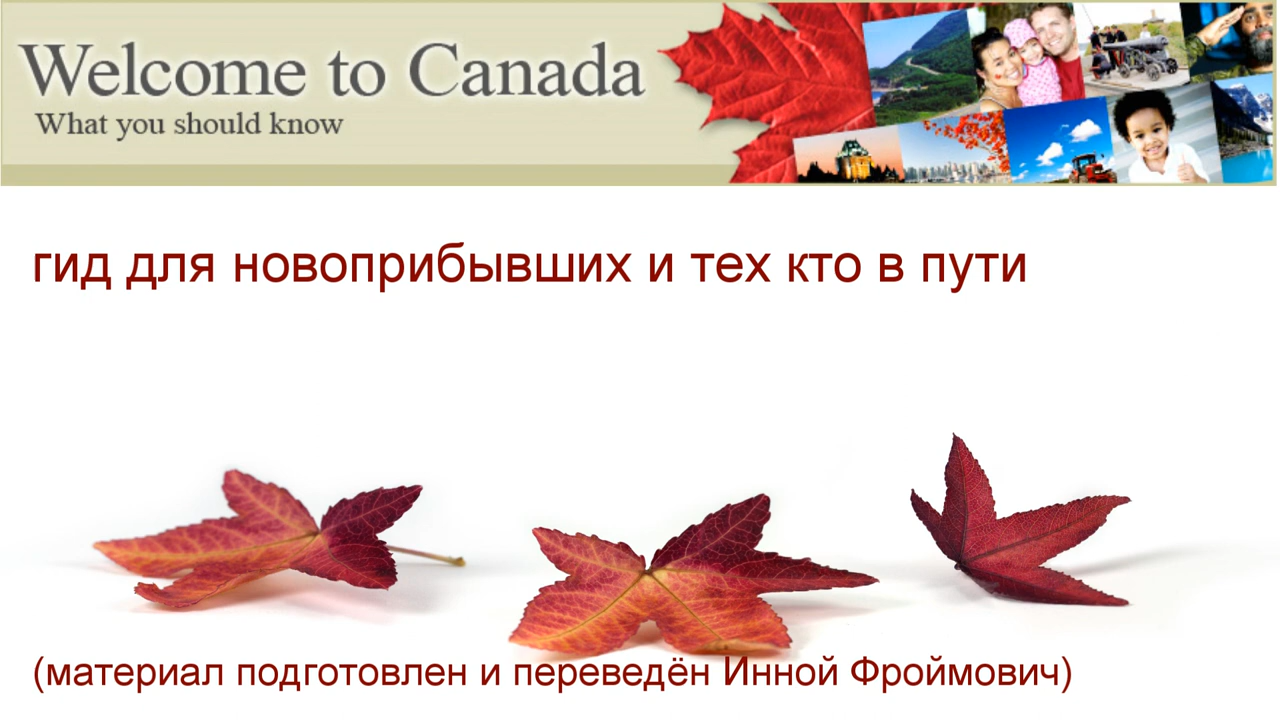 Welcome to Canada
What you should know
гид для новоприбывших и тех кто в пути
(материал подготовлен и переведён Инной Фроймович)